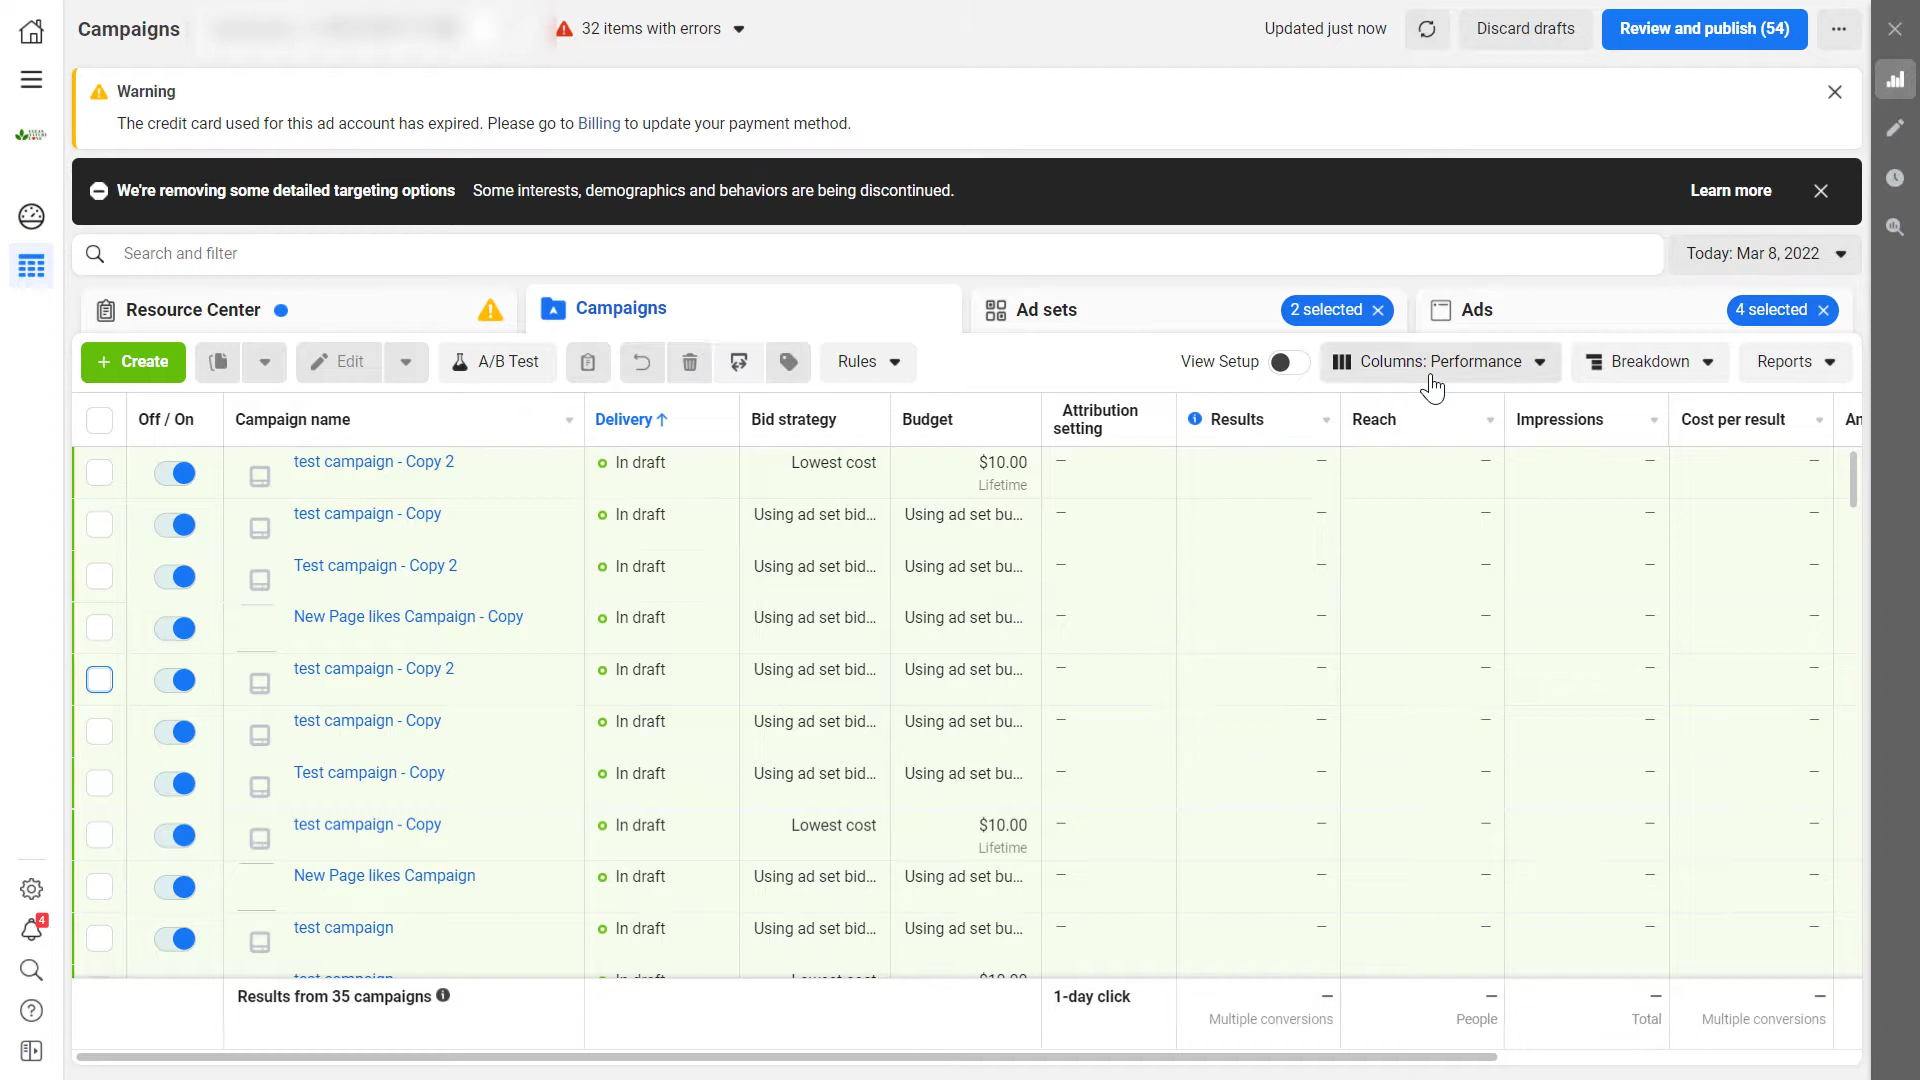 Campaigns
32 items with errors
Updated just now
Discard drafts
Review and publish (54)
Warning
The credit card used for this ad account has expired. Please go to Billing to update your payment method.
We're removing some detailed targeting options Some interests, demographics and behaviors are being discontinued.
Learn more
Search and filter
Today: Mar 8, 2022
Resource Center
Campaigns
Ad sets
2 selected
Ads
4 selected
+ Create
Edit
A/B Test
Rules
View Setup
Columns: Performance
Breakdown
Reports
Off / On
Campaign name
Delivery ↑
Bid strategy
Budget
Attribution
setting
Results
Reach
Impressions
Cost per result
An
test campaign - Copy 2
In draft
Lowest cost
$10.00
Lifetime
–
–
–
–
–
test campaign - Copy
In draft
Using ad set bid...
Using ad set bu...
–
–
–
–
–
Test campaign - Copy 2
In draft
Using ad set bid...
Using ad set bu...
–
–
–
–
–
New Page likes Campaign - Copy
In draft
Using ad set bid...
Using ad set bu...
–
–
–
–
–
test campaign - Copy 2
In draft
Using ad set bid...
Using ad set bu...
–
–
–
–
–
test campaign - Copy
In draft
Using ad set bid...
Using ad set bu...
–
–
–
–
–
Test campaign - Copy
In draft
Using ad set bid...
Using ad set bu...
–
–
–
–
–
test campaign - Copy
In draft
Lowest cost
$10.00
Lifetime
–
–
–
–
–
New Page likes Campaign
In draft
Using ad set bid...
Using ad set bu...
–
–
–
–
–
test campaign
In draft
Using ad set bid...
Using ad set bu...
–
–
–
–
–
test campaign
In draft
Lowest cost
$10.00
Results from 35 campaigns
1-day click
–
Multiple conversions
–
People
–
Total
–
Multiple conversions
4